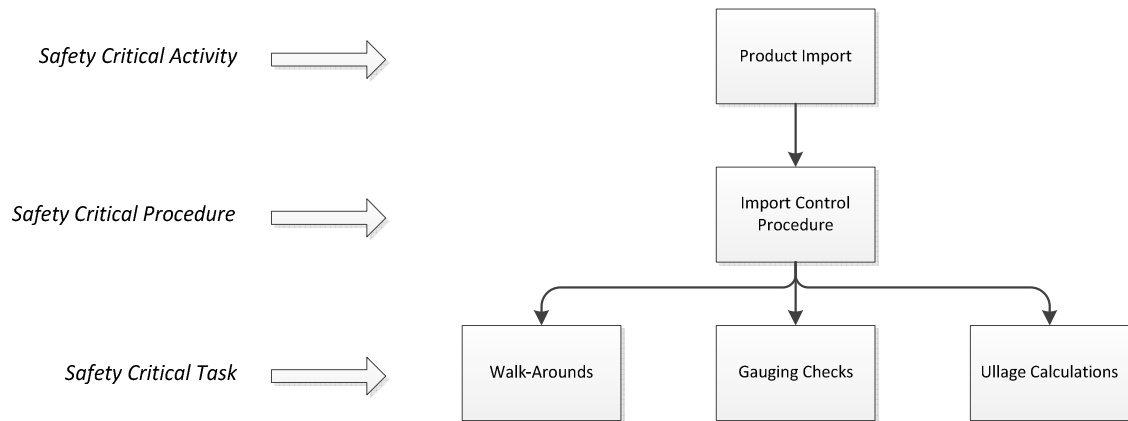 Safety Critical Activity
Product Import
Safety Critical Procedure
Import Control
Procedure
Safety Critical Task
Walk-Arounds
Gauging Checks
Ullage Calculations